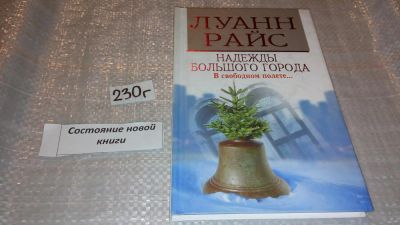 ЛУАНН
РАЙС
НАДЕЖДЫ
БОЛЬШОГО ГОРОДА
В свободном полете...
230г
Состояние новой
книги